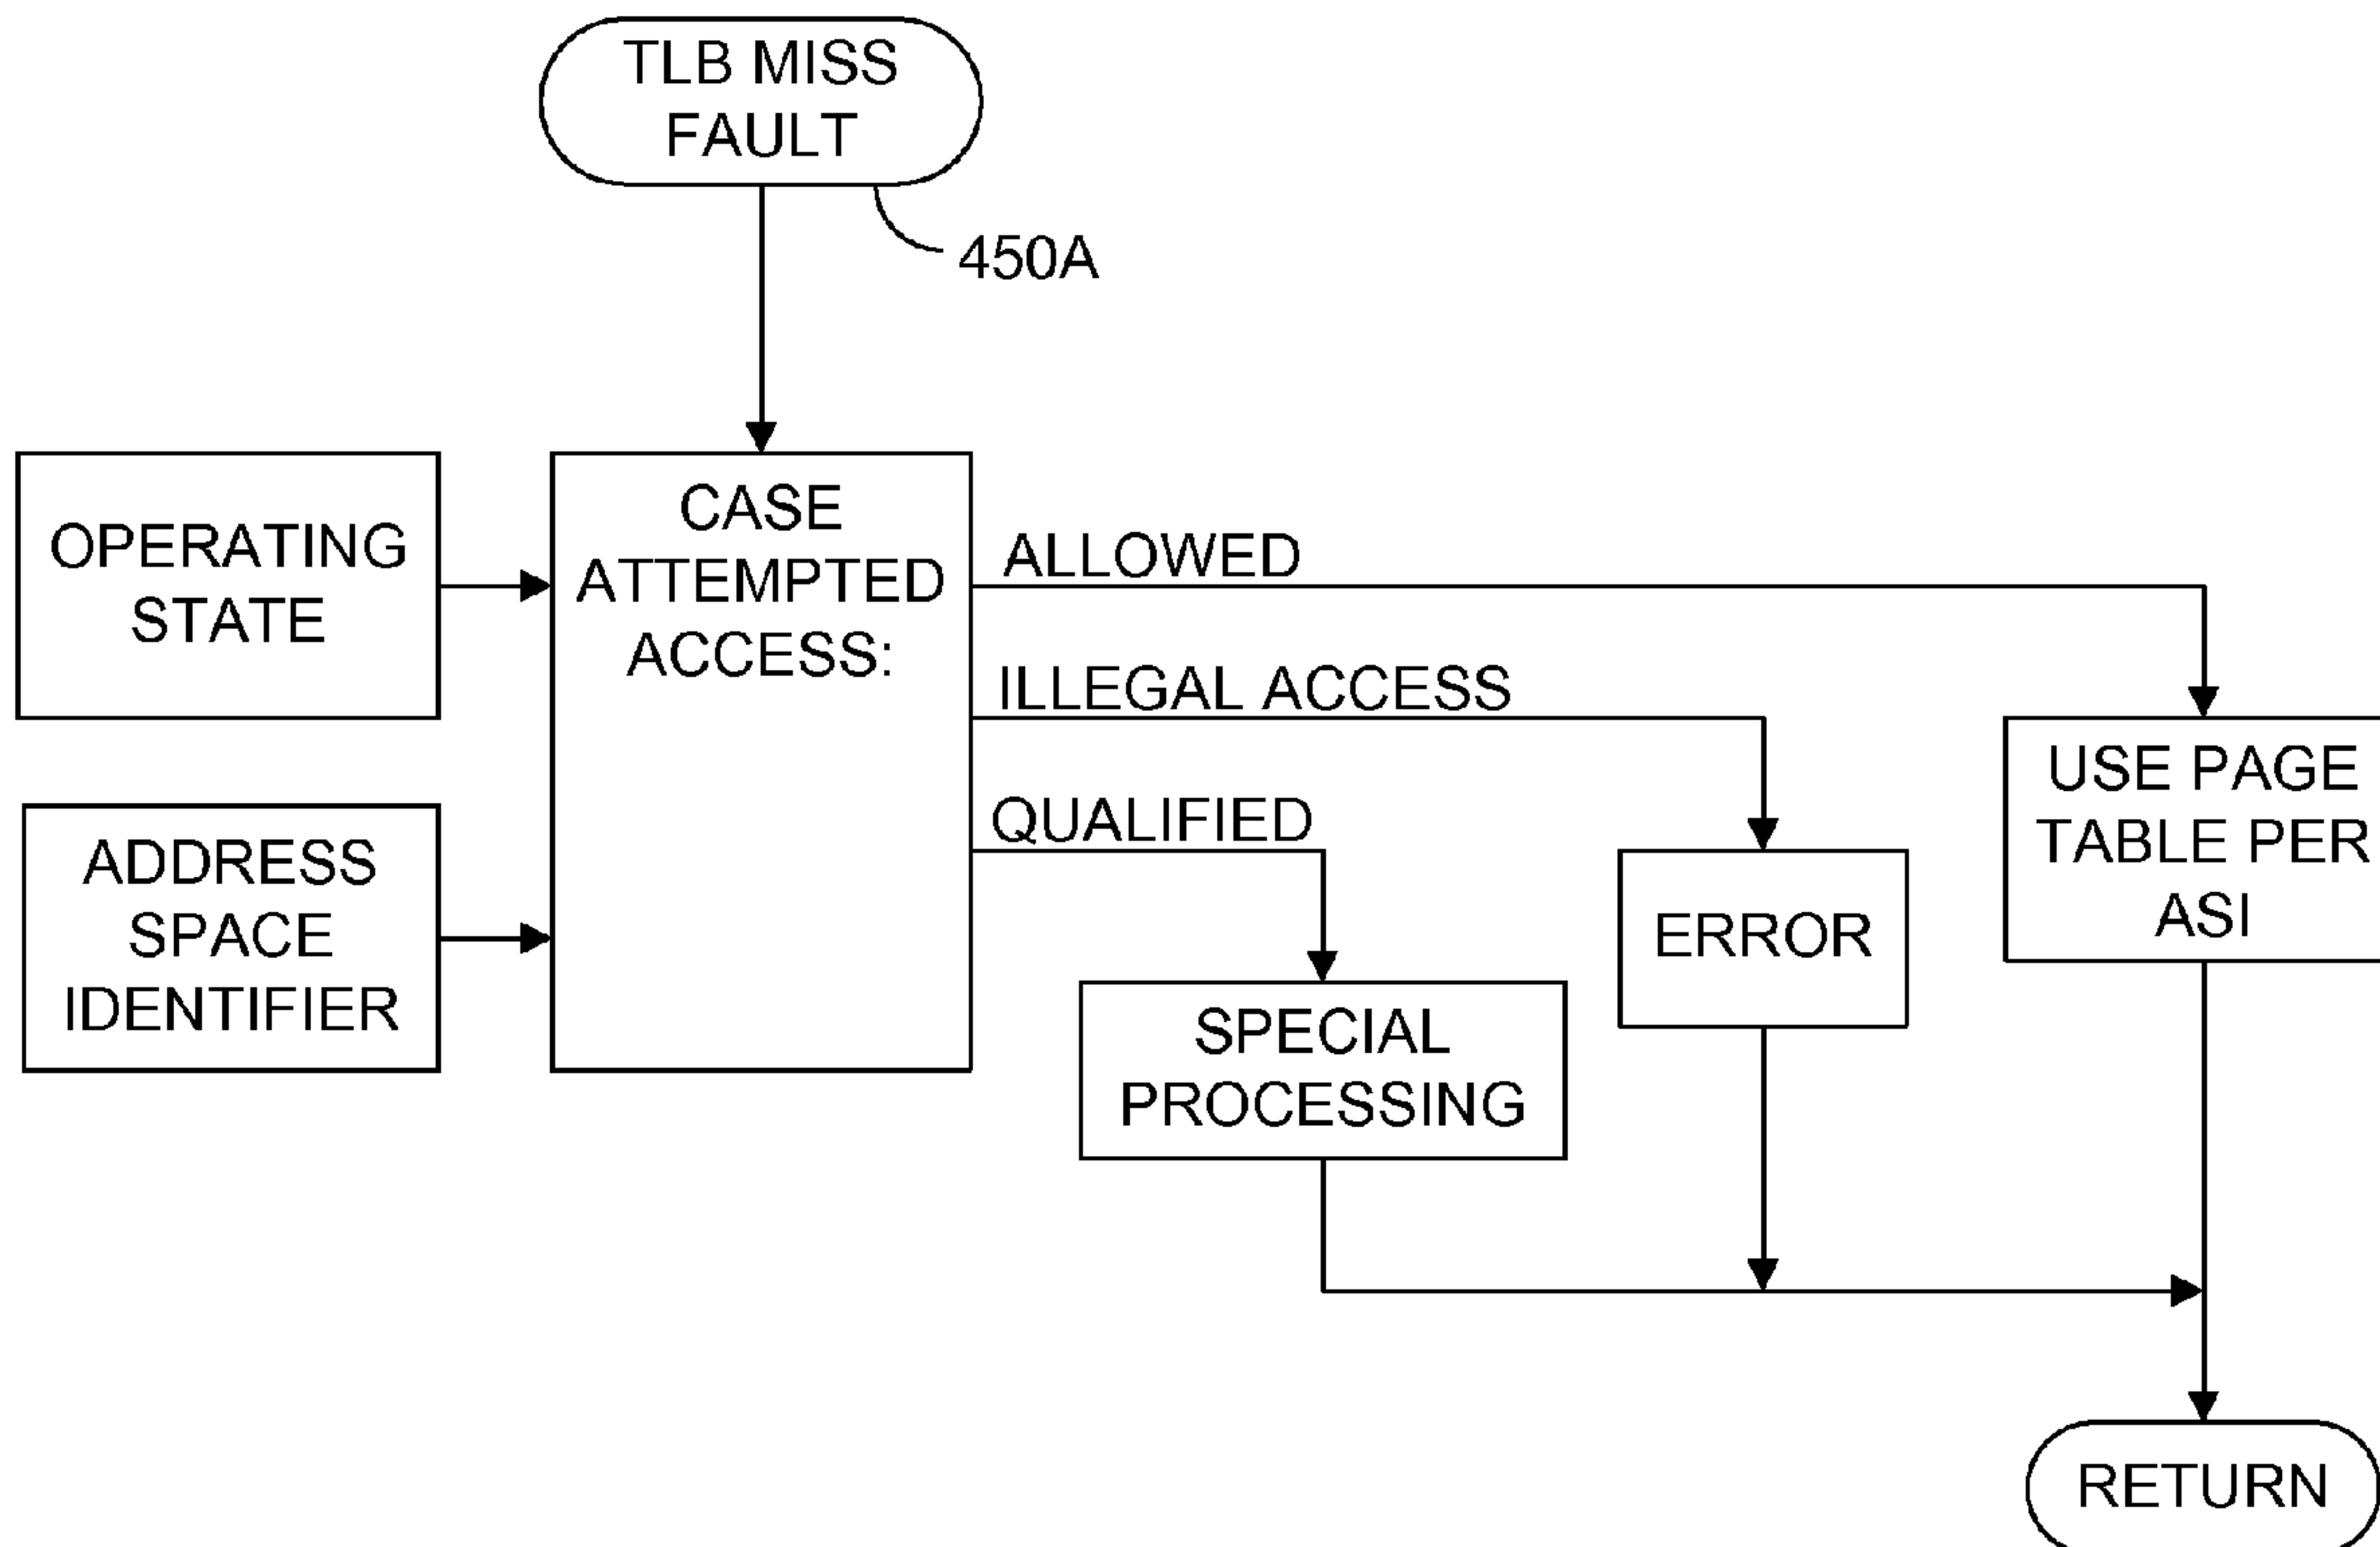 TLB MISS
FAULT
450A
OPERATING
STATE
ADDRESS
SPACE
IDENTIFIER
CASE
ATTEMPTED
ACCESS:
ALLOWED
ILLEGAL ACCESS
QUALIFIED
SPECIAL
PROCESSING
ERROR
USE PAGE
TABLE PER
ASI
RETURN